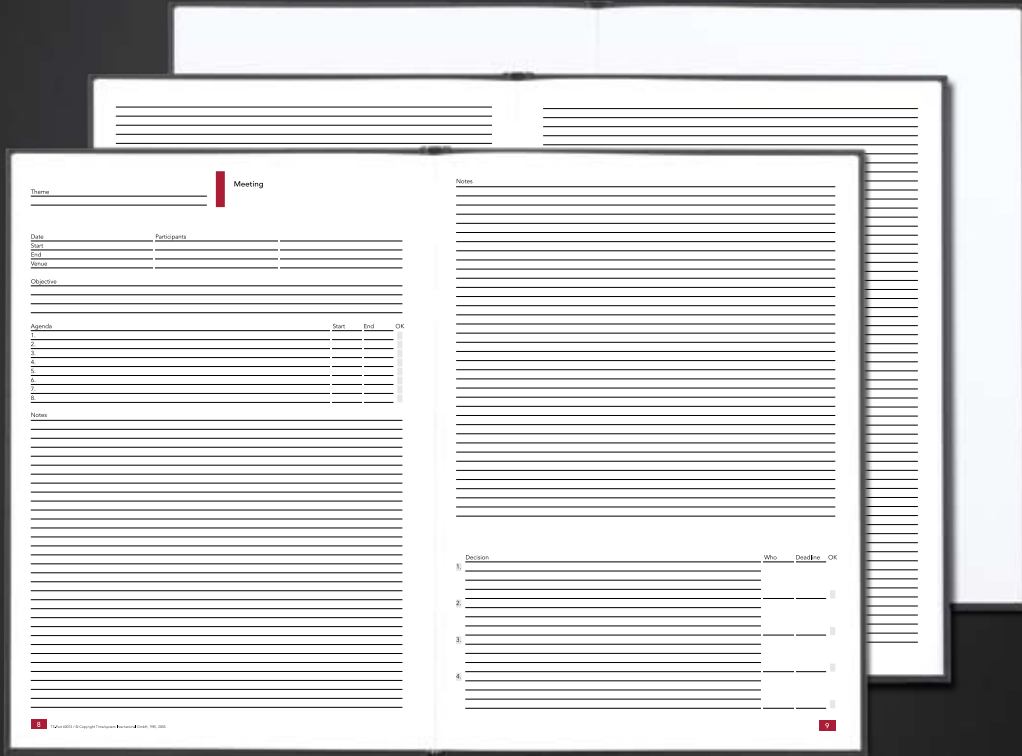 Meeting
Theme
Date Participants
Start
End
Venue
Objective
Agenda Start End OK
1.
2.
3.
4.
5.
6.
7.
8.
Notes
8 © Copyright
Notes
Decision Who Deadline OK
1.
2.
3.
4.
9